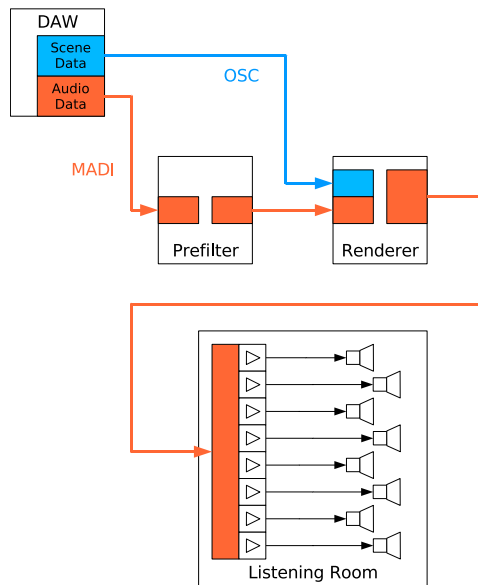 DAW
Scene
Data
Audio
Data
OSC
MADI
Prefilter
Renderer
Listening Room